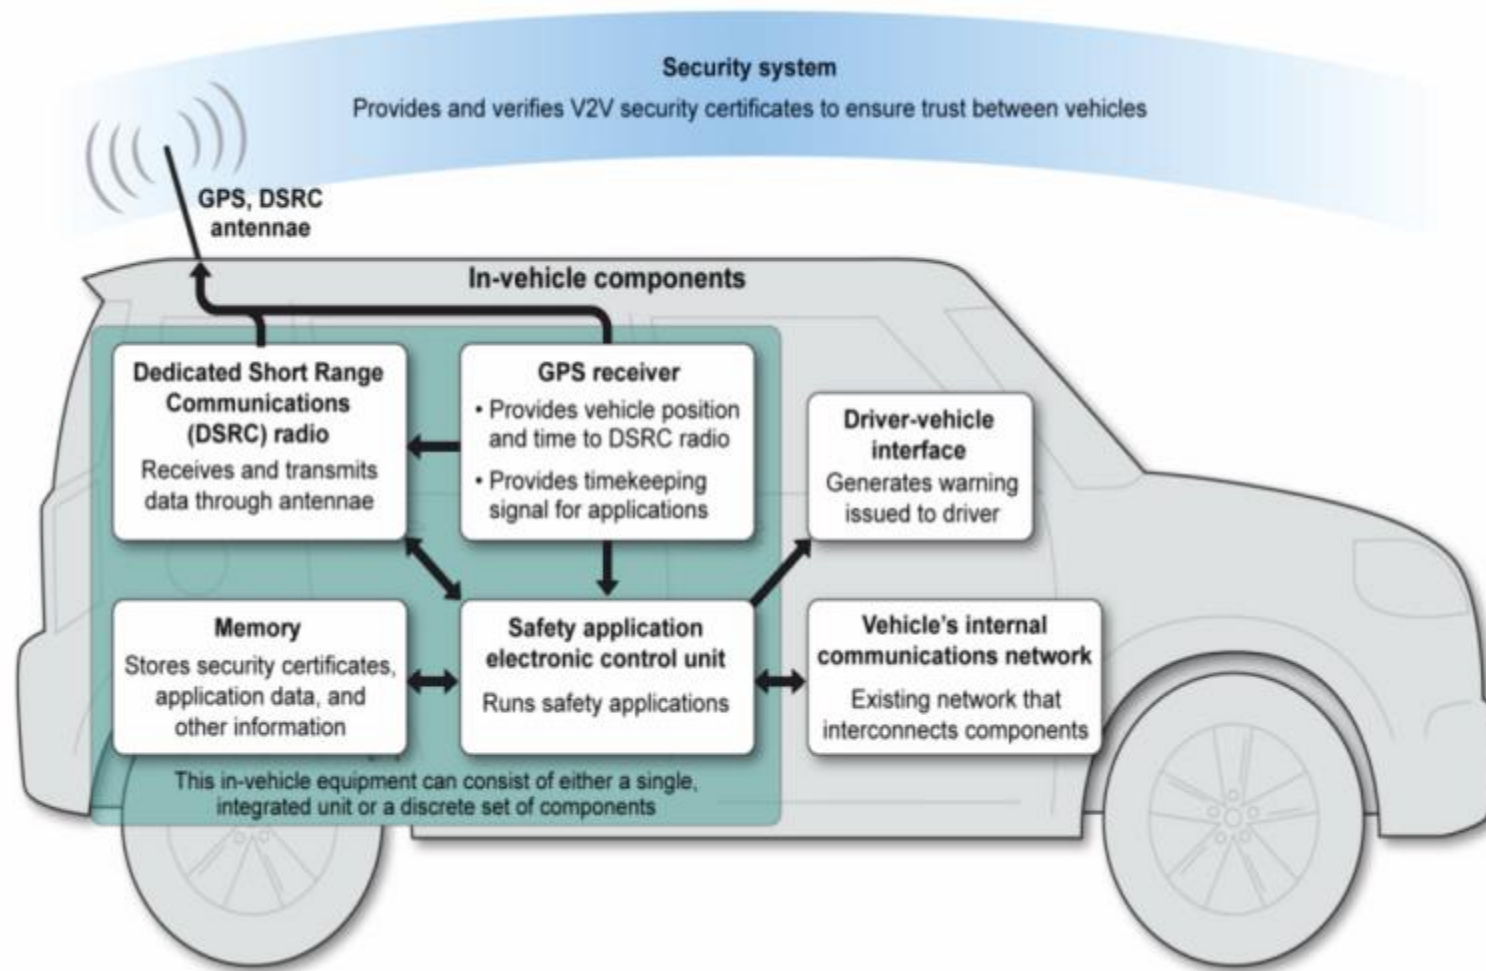 Security system
Provides and verifies V2V security certificates to ensure trust between vehicles
GPS, DSRC
antennae
In-vehicle components
Dedicated Short Range
Communications
(DSRC) radio
Receives and transmits
data through antennae
GPS receiver
• Provides vehicle position
and time to DSRC radio
• Provides timekeeping
signal for applications
Driver-vehicle
interface
Generates warning
issued to driver
Memory
Stores security certificates,
application data, and
other information
Safety application
electronic control unit
Runs safety applications
Vehicle's internal
communications network
Existing network that
interconnects components
This in-vehicle equipment can consist of either a single,
integrated unit or a discrete set of components